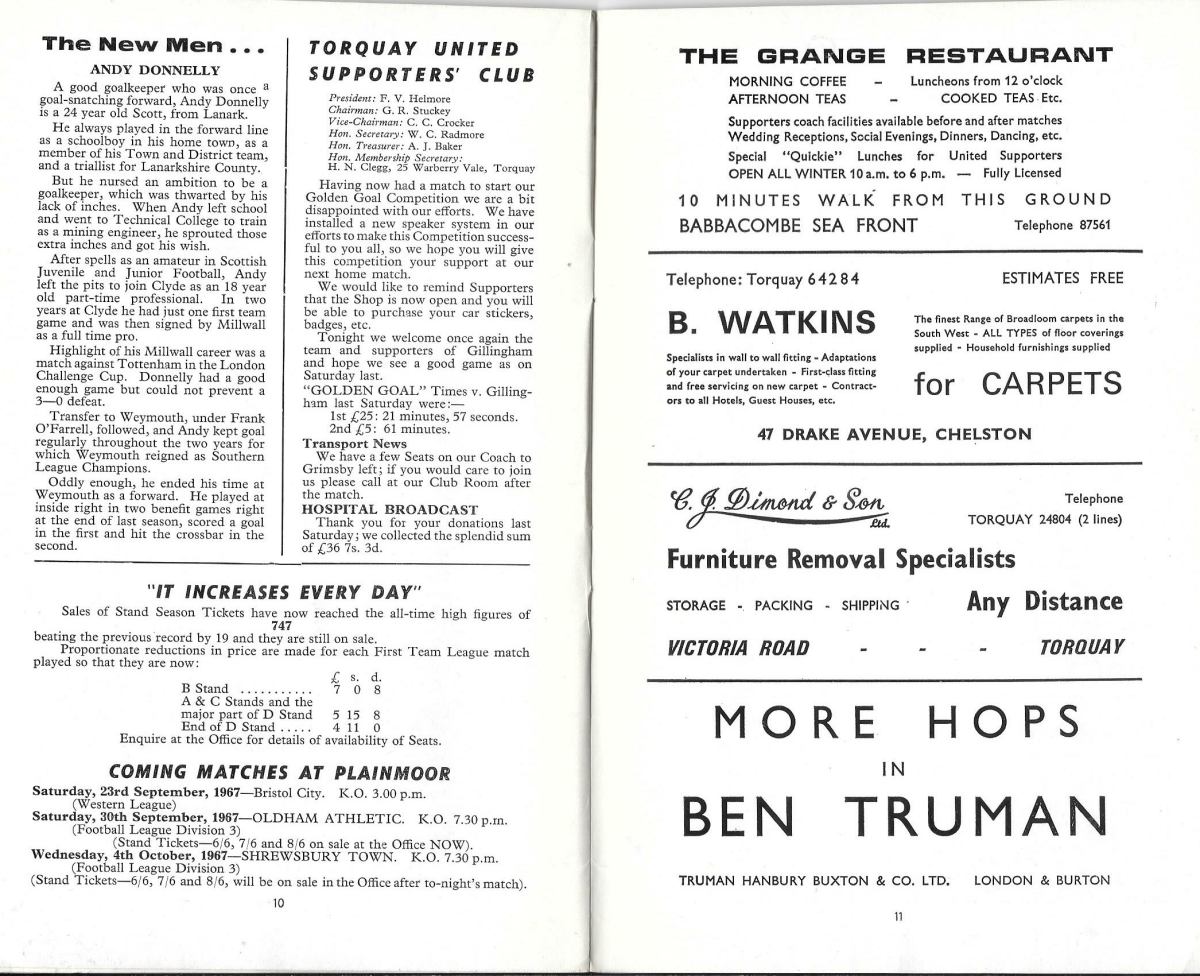 The New Men . . .
ANDY DONNELLY
A good goalkeeper who was once a
goal-snatching forward, Andy Donnelly
is a 24 year old Scott, from Lanark.
He always played in the forward line
as a schoolboy in his home town, as a
member of his Town and District team,
and a triallist for Lanarkshire County.
But he nursed an ambition to be a
goalkeeper, which was thwarted by his
lack of inches. When Andy left school
and went to Technical College to train
as a mining engineer, he sprouted those
extra inches and got his wish.
After spells as an amateur in Scottish
Juvenile and Junior Football, Andy
left the pits to join Clyde as an 18 year
old part-time professional. In two
years at Clyde he had just one first team
game and was then signed by Millwall
as a full time pro.
Highlight of his Millwall career was a
match against Tottenham in the London
Challenge Cup. Donnelly had a good
enough game but could not prevent a
3—0 defeat.
Transfer to Weymouth, under Frank
O'Farrell, followed, and Andy kept goal
regularly throughout the two years for
which Weymouth reigned as Southern
League Champions.
Oddly enough, he ended his time at
Weymouth as a forward. He played at
inside right in two benefit games right
at the end of last season, scored a goal
in the first and hit the crossbar in the
second.
TORQUAY UNITED
SUPPORTERS' CLUB
President: F. V. Helmore
Chairman: G. R. Stuckey
Vice-Chairman: C. C. Crocker
Hon. Secretary: W. C. Radmore
Hon. Treasurer: A. J. Baker
Hon. Membership Secretary:
H. N. Clegg, 25 Warberry Vale, Torquay
Having now had a match to start our
Golden Goal Competition we are a bit
disappointed with our efforts. We have
installed a new speaker system in our
efforts to make this Competition success-
ful to you all, so we hope you will give
this competition your support at our
next home match.
We would like to remind Supporters
that the Shop is now open and you will
be able to purchase your car stickers,
badges, etc.
Tonight we welcome once again the
team and supporters of Gillingham
and hope we see a good game as on
Saturday last.
"GOLDEN GOAL" Times v. Gilling-
ham last Saturday were:—
1st £25: 21 minutes, 57 seconds.
2nd £5: 61 minutes.
Transport News
We have a few Seats on our Coach to
Grimsby left; if you would care to join
us please call at our Club Room after
the match.
HOSPITAL BROADCAST
Thank you for your donations last
Saturday; we collected the splendid sum
of £36 7s. 3d.
"IT INCREASES EVERY DAY"
Sales of Stand Season Tickets have now reached the all-time high figures of
747
beating the previous record by 19 and they are still on sale.
Proportionate reductions in price are made for each First Team League match
played so that they are now:
£ s. d.
B Stand ........... 7 0 8
A & C Stands and the
major part of D Stand 5 15 8
End of D Stand ..... 4 11 0
Enquire at the Office for details of availability of Seats.
COMING MATCHES AT PLAINMOOR
Saturday, 23rd September, 1967—Bristol City. K.O. 3.00 p.m.
(Western League)
Saturday, 30th September, 1967—OLDHAM ATHLETIC. K.O. 7.30 p.m.
(Football League Division 3)
(Stand Tickets—6/6, 7/6 and 8/6 on sale at the Office NOW).
Wednesday, 4th October, 1967—SHREWSBURY TOWN. K.O. 7.30 p.m.
(Football League Division 3)
(Stand Tickets—6/6, 7/6 and 8/6, will be on sale in the Office after to-night's match).
10
THE GRANGE RESTAURANT
MORNING COFFEE – Luncheons from 12 o'clock
AFTERNOON TEAS – COOKED TEAS Etc.
Supporters coach facilities available before and after matches
Wedding Receptions, Social Evenings, Dinners, Dancing, etc.
Special "Quickie" Lunches for United Supporters
OPEN ALL WINTER 10 a.m. to 6 p.m. — Fully Licensed
10 MINUTES WALK FROM THIS GROUND
BABBACOMBE SEA FRONT Telephone 87561
Telephone: Torquay 64284 ESTIMATES FREE
B. WATKINS
Specialists in wall to wall fitting - Adaptations
of your carpet undertaken - First-class fitting
and free servicing on new carpet - Contract-
ors to all Hotels, Guest Houses, etc.
The finest Range of Broadloom carpets in the
South West - ALL TYPES of floor coverings
supplied - Household furnishings supplied
for CARPETS
47 DRAKE AVENUE, CHELSTON
C. J. Dimond & Son
Ltd.
Telephone
TORQUAY 24804 (2 lines)
Furniture Removal Specialists
STORAGE - PACKING - SHIPPING Any Distance
VICTORIA ROAD - - - TORQUAY
MORE HOPS
IN
BEN TRUMAN
TRUMAN HANBURY BUXTON & CO. LTD. LONDON & BURTON
11